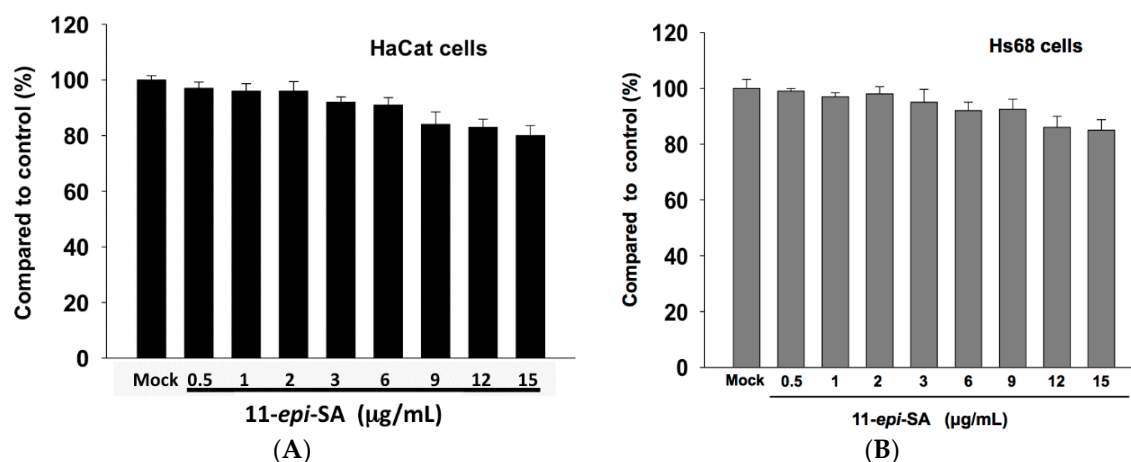 120
HaCat cells
100
80
60
40
20
0
Compared to control (%)
Mock 0.5 1 2 3 6 9 12 15
11-epi-SA (μg/mL)
(A)
120
Hs68 cells
100
80
60
40
20
0
Compared to control (%)
Mock 0.5 1 2 3 6 9 12 15
11-epi-SA (μg/mL)
(B)